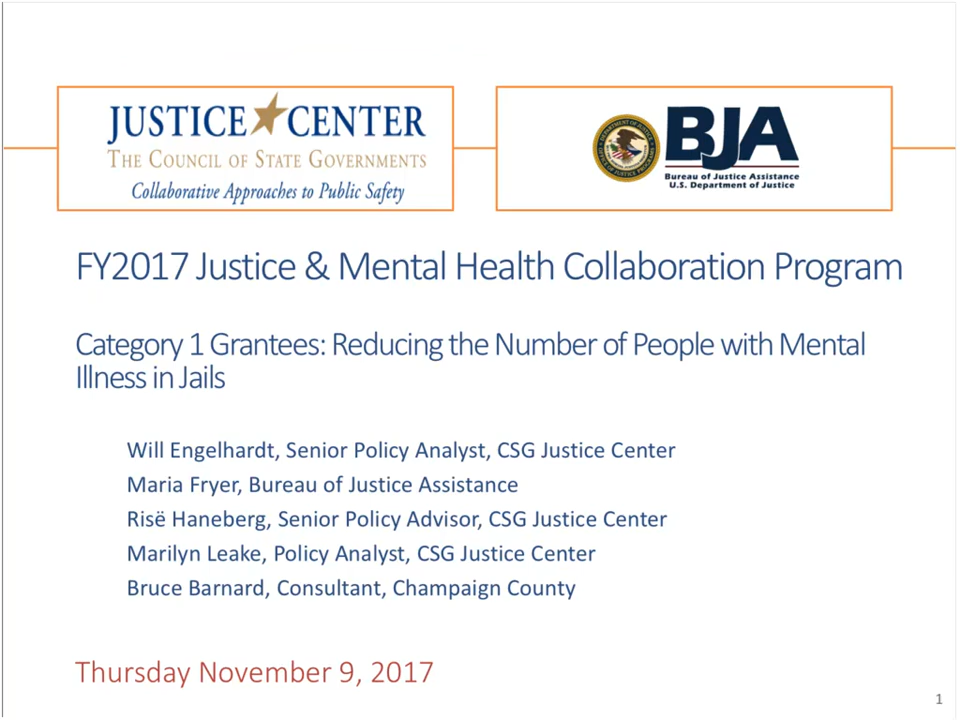 JUSTICE CENTER
THE COUNCIL OF STATE GOVERNMENTS
Collaborative Approaches to Public Safety
BJA
Bureau of Justice Assistance
U.S. Department of Justice
FY2017 Justice & Mental Health Collaboration Program
Category 1 Grantees: Reducing the Number of People with Mental
Illness in Jails
Will Engelhardt, Senior Policy Analyst, CSG Justice Center
Maria Fryer, Bureau of Justice Assistance
Risë Haneberg, Senior Policy Advisor, CSG Justice Center
Marilyn Leake, Policy Analyst, CSG Justice Center
Bruce Barnard, Consultant, Champaign County
Thursday November 9, 2017
1